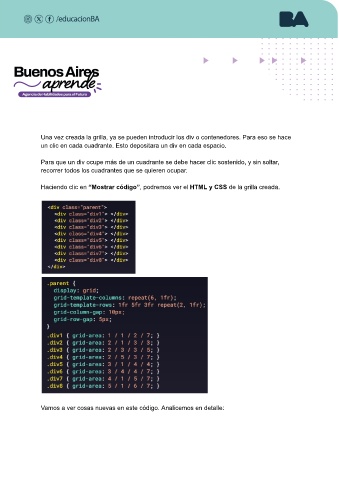 /educacionBA
BA
Buenos Aires
aprende
Agencia de Habilidades para el Futuro
Una vez creada la grilla, ya se pueden introducir los div o contenedores. Para eso se hace
un clic en cada cuadrante. Esto depositara un div en cada espacio.
Para que un div ocupe más de un cuadrante se debe hacer clic sostenido, y sin soltar,
recorrer todos los cuadrantes que se quieren ocupar.
Haciendo clic en “Mostrar código”, podremos ver el HTML y CSS de la grilla creada.
<div class="parent">
<div class="div1"> </div>
<div class="div2"> </div>
<div class="div3"> </div>
<div class="div4"> </div>
<div class="div5"> </div>
<div class="div6"> </div>
<div class="div7"> </div>
<div class="div8"> </div>
</div>
.parent {
display: grid;
grid-template-columns: repeat(6, 1fr);
grid-template-rows: 1fr 5fr 3fr repeat(2, 1fr);
grid-column-gap: 10px;
grid-row-gap: 5px;
}
.div1 { grid-area: 1 / 1 / 2 / 7; }
.div2 { grid-area: 2 / 1 / 3 / 3; }
.div3 { grid-area: 2 / 3 / 3 / 5; }
.div4 { grid-area: 2 / 5 / 3 / 7; }
.div5 { grid-area: 3 / 1 / 4 / 4; }
.div6 { grid-area: 3 / 4 / 4 / 7; }
.div7 { grid-area: 4 / 1 / 5 / 7; }
.div8 { grid-area: 5 / 1 / 6 / 7; }
Vamos a ver cosas nuevas en este código. Analicemos en detalle: